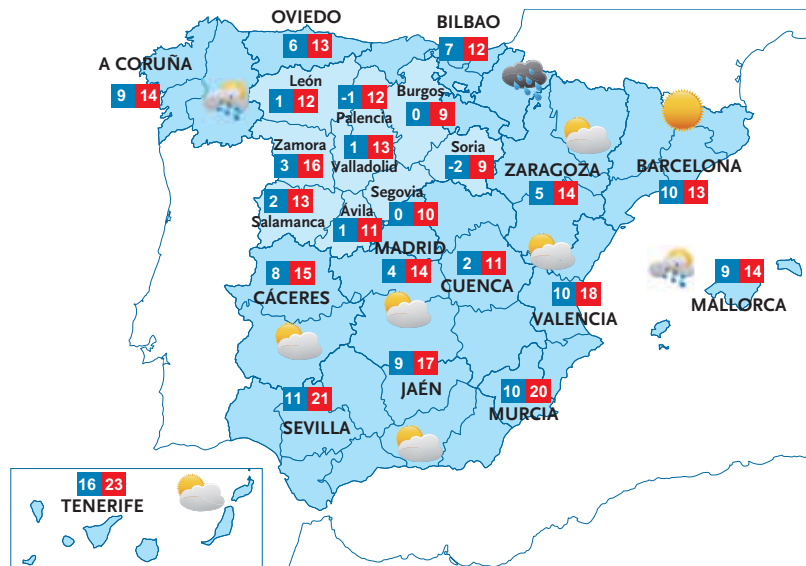 OVIEDO
6 13
BILBAO
7 12
A CORUÑA
9 14
León
1 12
-1 12
Palencia
Burgos
0 9
Zamora
3 16
1 13
Valladolid
Soria
-2 9
ZARAGOZA
5 14
BARCELONA
10 13
2 13
Salamanca
Ávila
1 11
Segovia
0 10
MADRID
4 14
2 11
CUENCA
8 15
CÁCERES
10 18
VALENCIA
9 14
MALLORCA
9 17
JAÉN
11 21
SEVILLA
10 20
MURCIA
16 23
TENERIFE